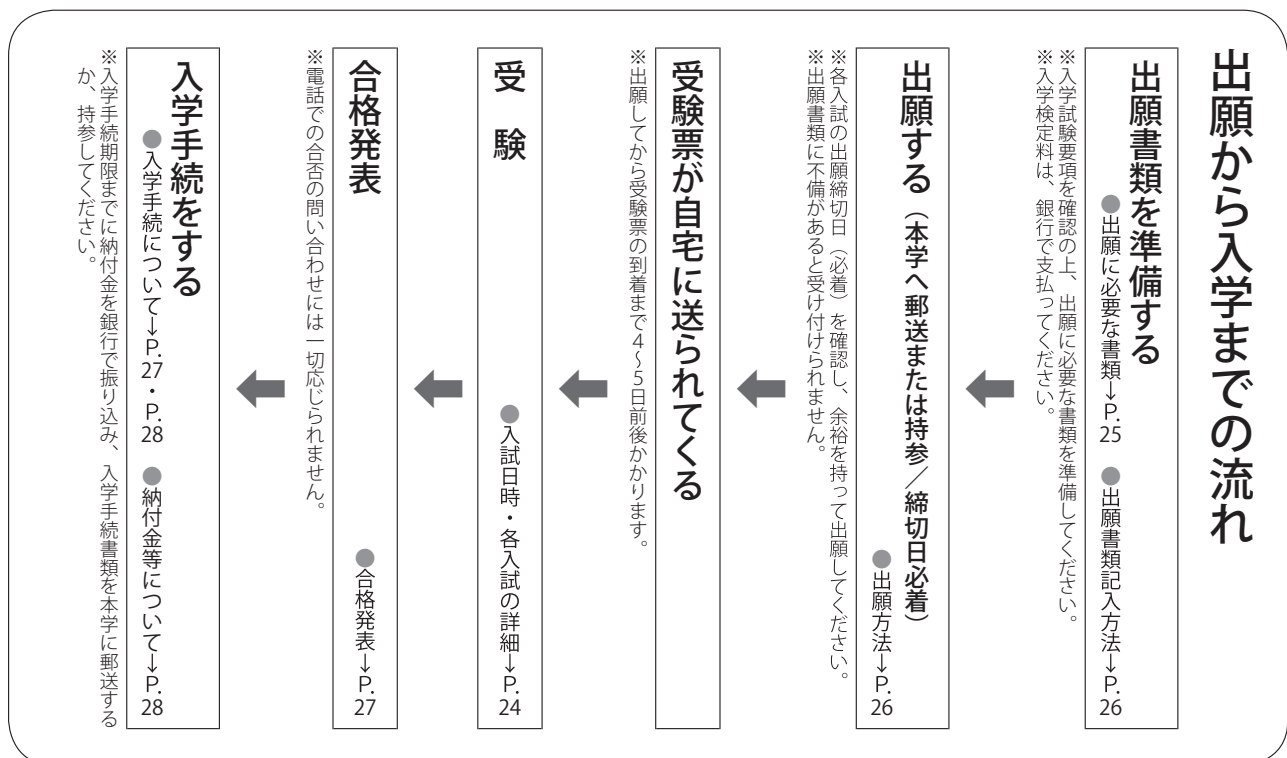 出願から入学までの流れ
出願書類を準備する
●出願に必要な書類→P.25 ●出願書類記入方法→P.26
※入学試験要項を確認の上、出願に必要な書類を準備してください。
※入学検定料は、銀行で支払ってください。
出願する（本学へ郵送または持参／締切日必着）
●出願方法→P.26
※各入試の出願締切日（必着）を確認し、余裕を持って出願してください。
※出願書類に不備があると受け付けられません。
受験票が自宅に送られてくる
※出願してから受験票の到着まで4～5日前後かかります。
受 験
●入試日時・各入試の詳細→P.24
合格発表
●合格発表→P.27
※電話での合否の問い合わせには一切応じられません。
入学手続をする
●入学手続について→P.27・P.28 ●納付金等について→P.28
※入学手続期限までに納付金を銀行で振り込み、入学手続書類を本学に郵送する
か、持参してください。